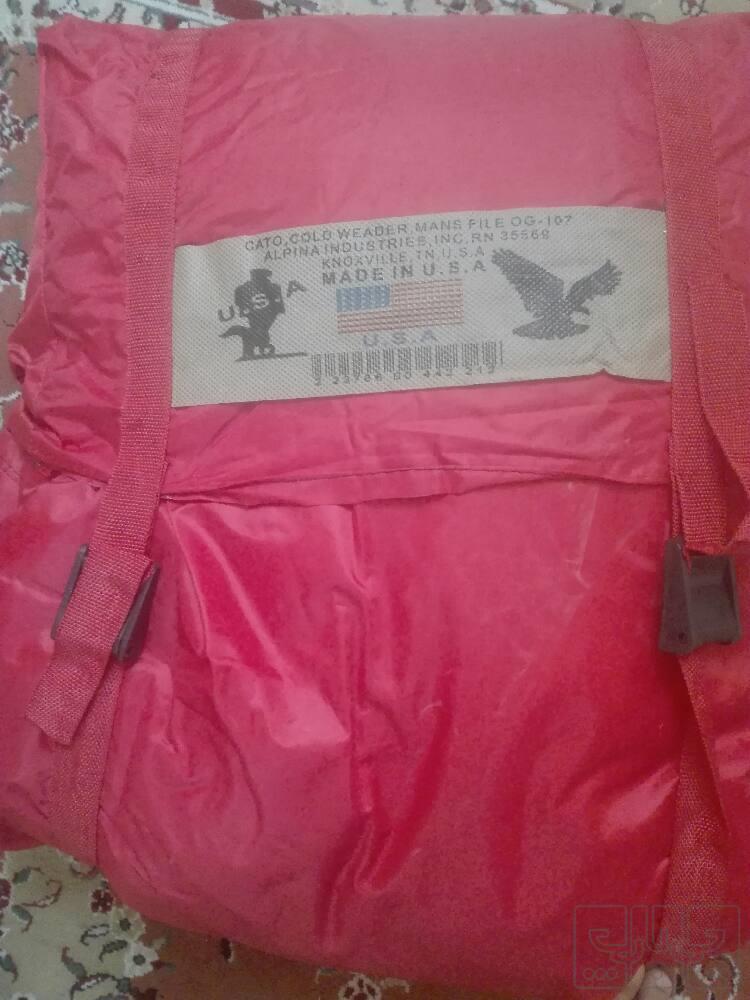 CATO,COLD WEADER,MANS FILE OG-107
ALPINA INDUSTRIES,INC,RN 35569
KNOXVILLE,TN,U.S.A
MADE IN U.S.A
U.S.A
U.S.A